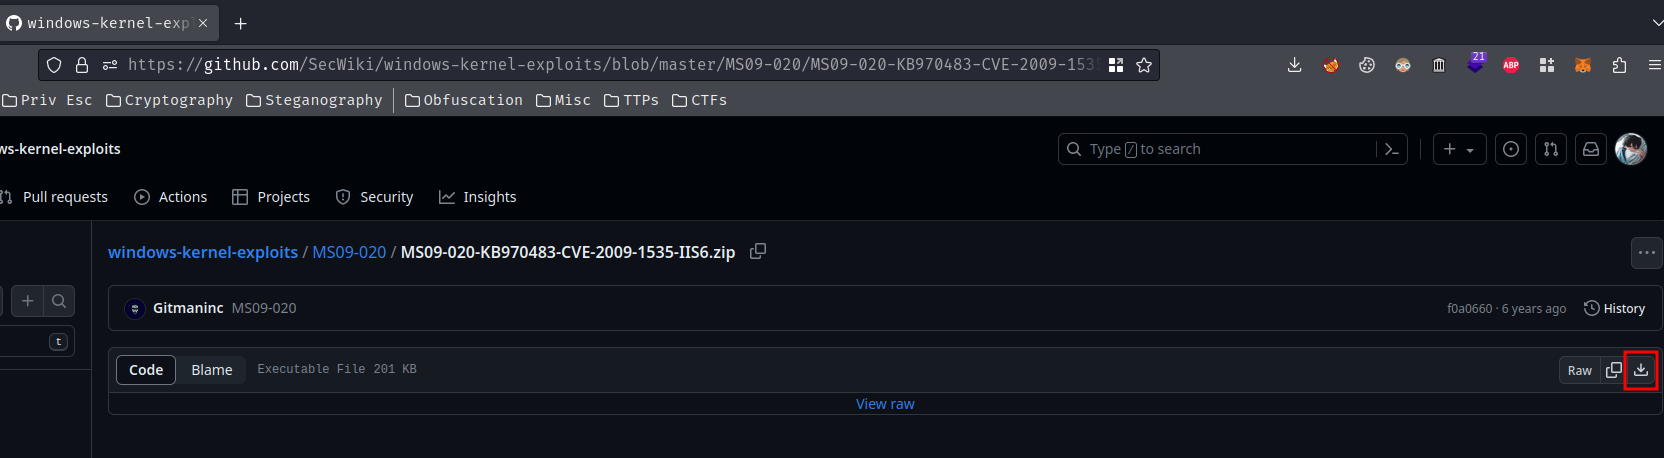 windows-kernel-exp
https://github.com/SecWiki/windows-kernel-exploits/blob/master/MS09-020/MS09-020-KB970483-CVE-2009-1535
21
ABP
Priv Esc Cryptography Steganography Obfuscation Misc TTPs CTFs
ws-kernel-exploits
Type / to search
Pull requests Actions Projects Security Insights
windows-kernel-exploits / MS09-020 / MS09-020-KB970483-CVE-2009-1535-IIS6.zip
Gitmaninc MS09-020
f0a0660 · 6 years ago History
t
Code Blame Executable File 201 KB
Raw
View raw